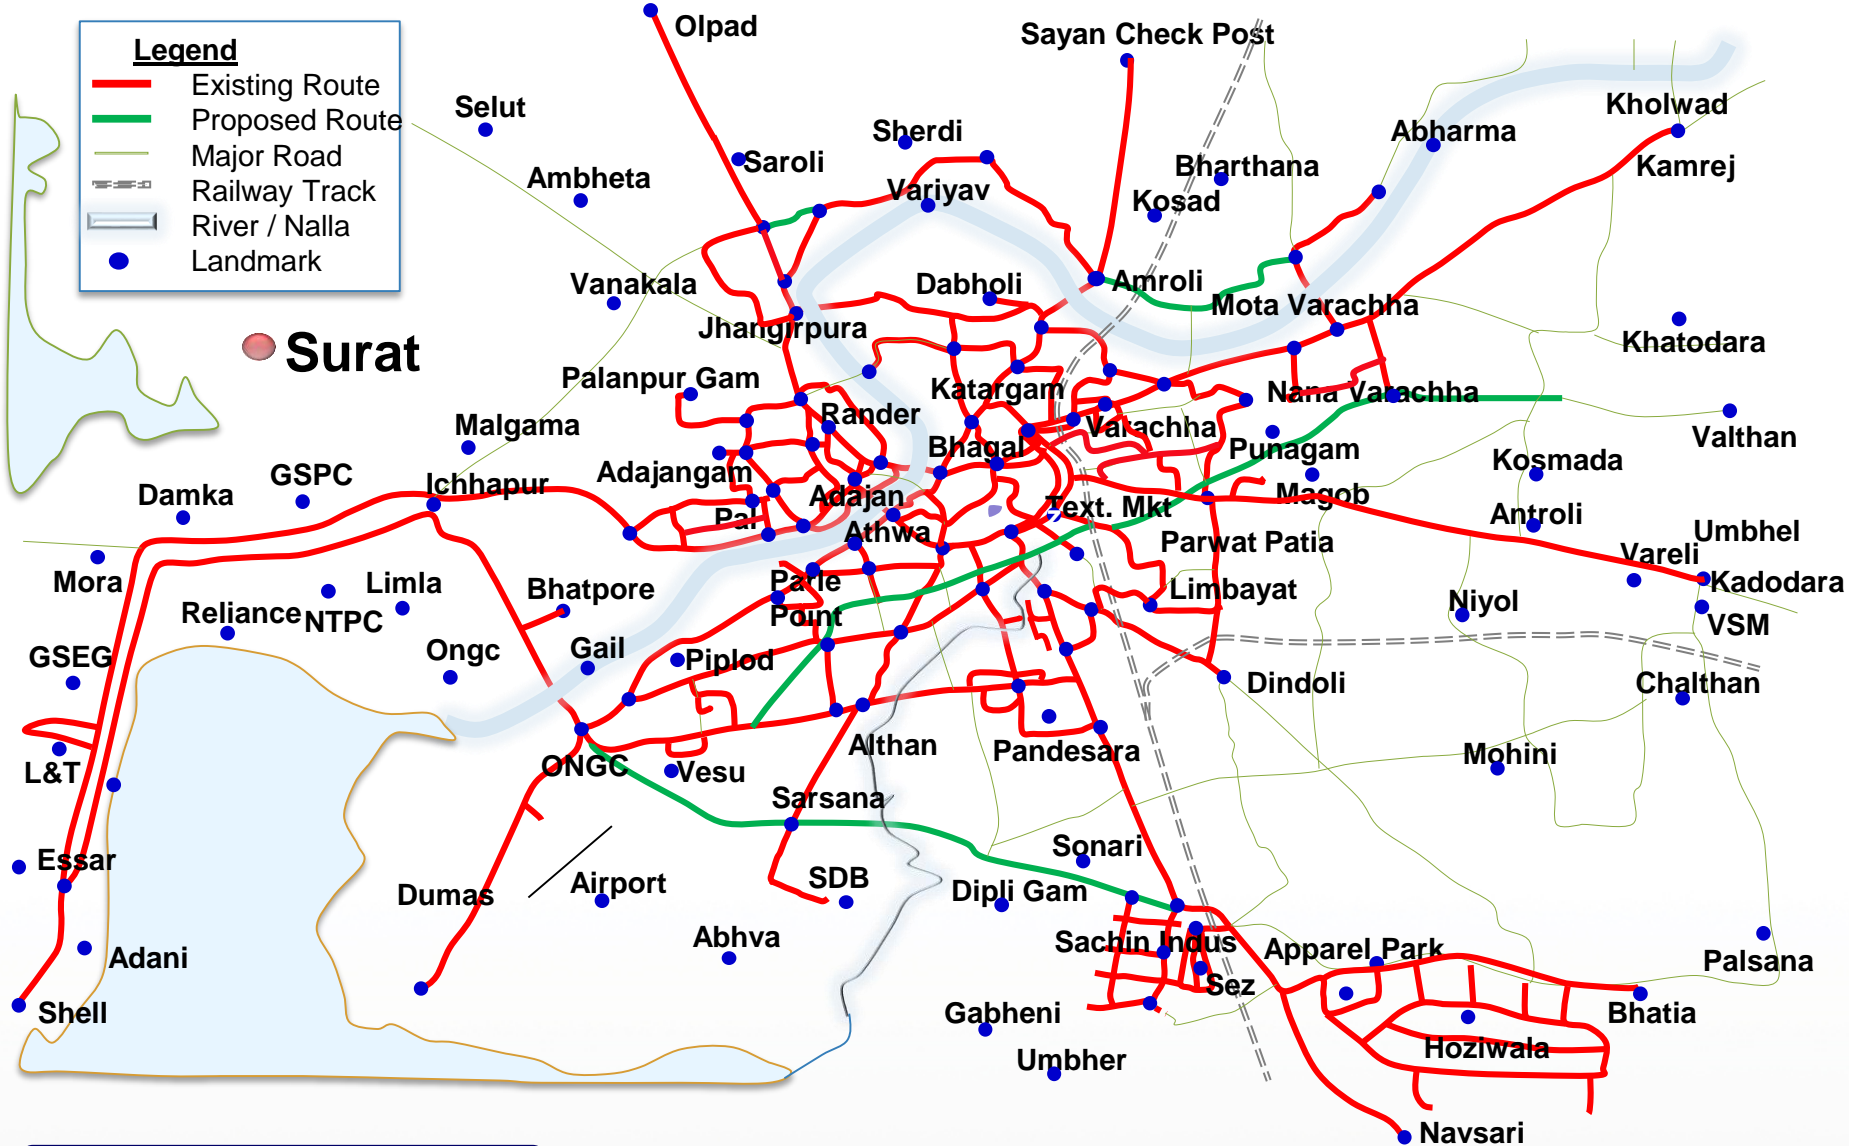 Olpad
Sayan Check Post
Legend
Existing Route
Proposed Route
Major Road
Railway Track
River / Nalla
Landmark
Selut
Sherdi
Kholwad
Abharma
Saroli
Bharthana
Kamrej
Ambheta
Variyav
Kosad
Vanakala
Dabholi
Amroli
Mota Varachha
Jhangirpura
Khatodara
Surat
Palanpur Gam
Katargam
Nana Varachha
Rander
Malgama
Varachha
Valthan
Bhagal
Punagam
Kosmada
Adajangam
GSPC
Ichhapur
Damka
Adajan
Magob
Text. Mkt
Antroli
Pal
Athwa
Umbhel
Parwat Patia
Vareli
Mora
Limla
Parle
Point
Kadodara
Bhatpore
Limbayat
Niyol
Reliance
NTPC
VSM
GSEG
Ongc
Gail
Piplod
Dindoli
Chalthan
L&T
ONGC
Vesu
Althan
Pandesara
Mohini
Sarsana
Essar
Sonari
Dumas
Airport
SDB
Dipli Gam
Abhva
Sachin Indus
Apparel Park
Adani
Palsana
Sez
Shell
Gabheni
Bhatia
Umbher
Hoziwala
Navsari